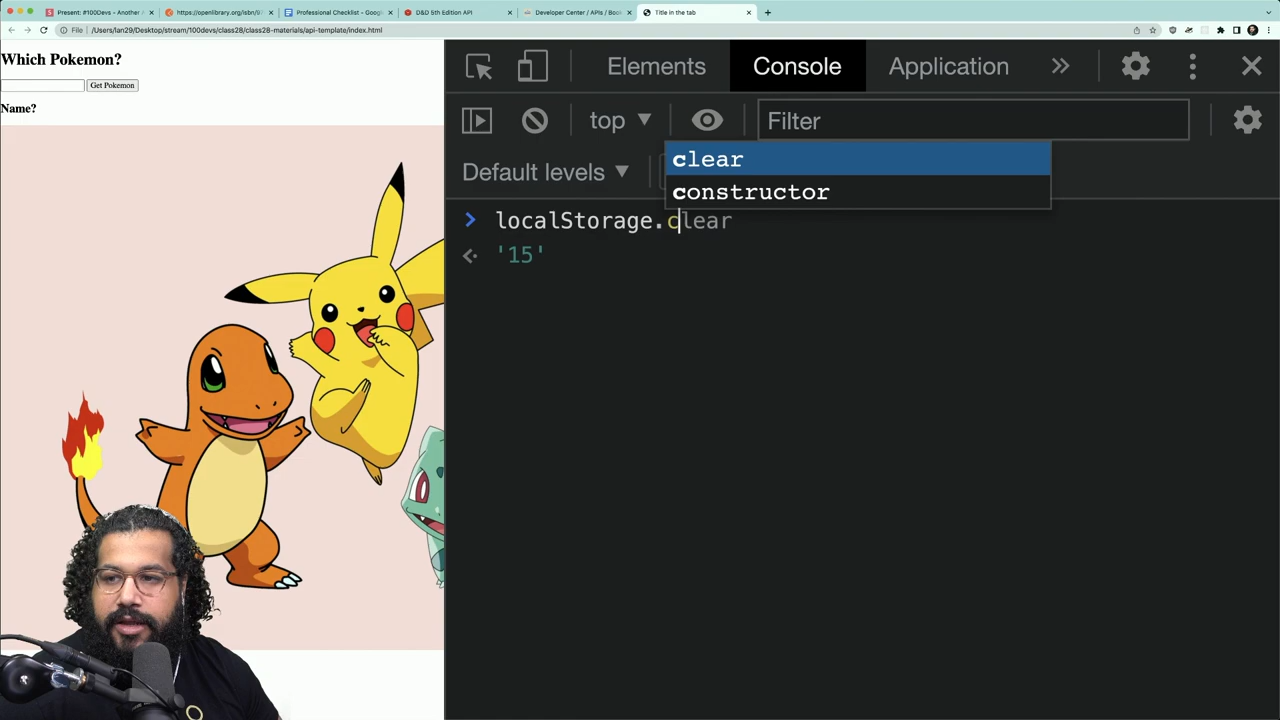 Present: #100Devs - Another A
https://openlibrary.org/isbn/97
Professional Checklist - Googl
D&D 5th Edition API
Developer Center / APIs / Boo
Title in the tab
File | /Users/lan29/Desktop/stream/100devs/class28/class28-materials/api-template/index.html
Which Pokemon?
Get Pokemon
Name?
Elements
Console
Application
top
Filter
Default levels
clear
constructor
localStorage.clear
'15'